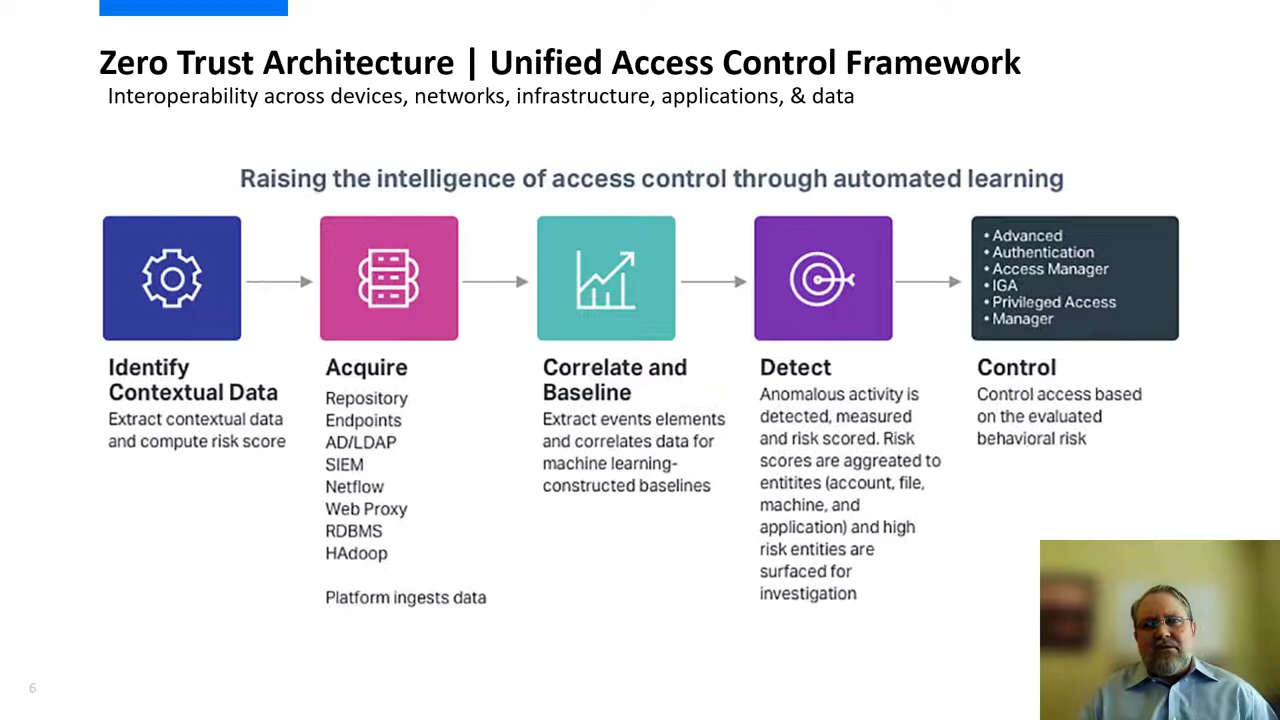 Zero Trust Architecture | Unified Access Control Framework
Interoperability across devices, networks, infrastructure, applications, & data
Raising the intelligence of access control through automated learning
Identify
Contextual Data
Extract contextual data
and compute risk score
Acquire
Repository
Endpoints
AD/LDAP
SIEM
Netflow
Web Proxy
RDBMS
HAdoop
Platform ingests data
Correlate and
Baseline
Extract events elements
and correlates data for
machine learning-
constructed baselines
Detect
Anomalous activity is
detected, measured
and risk scored. Risk
scores are aggreated to
entitites (account, file,
machine, and
application) and high
risk entities are
surfaced for
investigation
• Advanced
• Authentication
• Access Manager
• IGA
• Privileged Access
• Manager
Control
Control access based
on the evaluated
behavioral risk
6